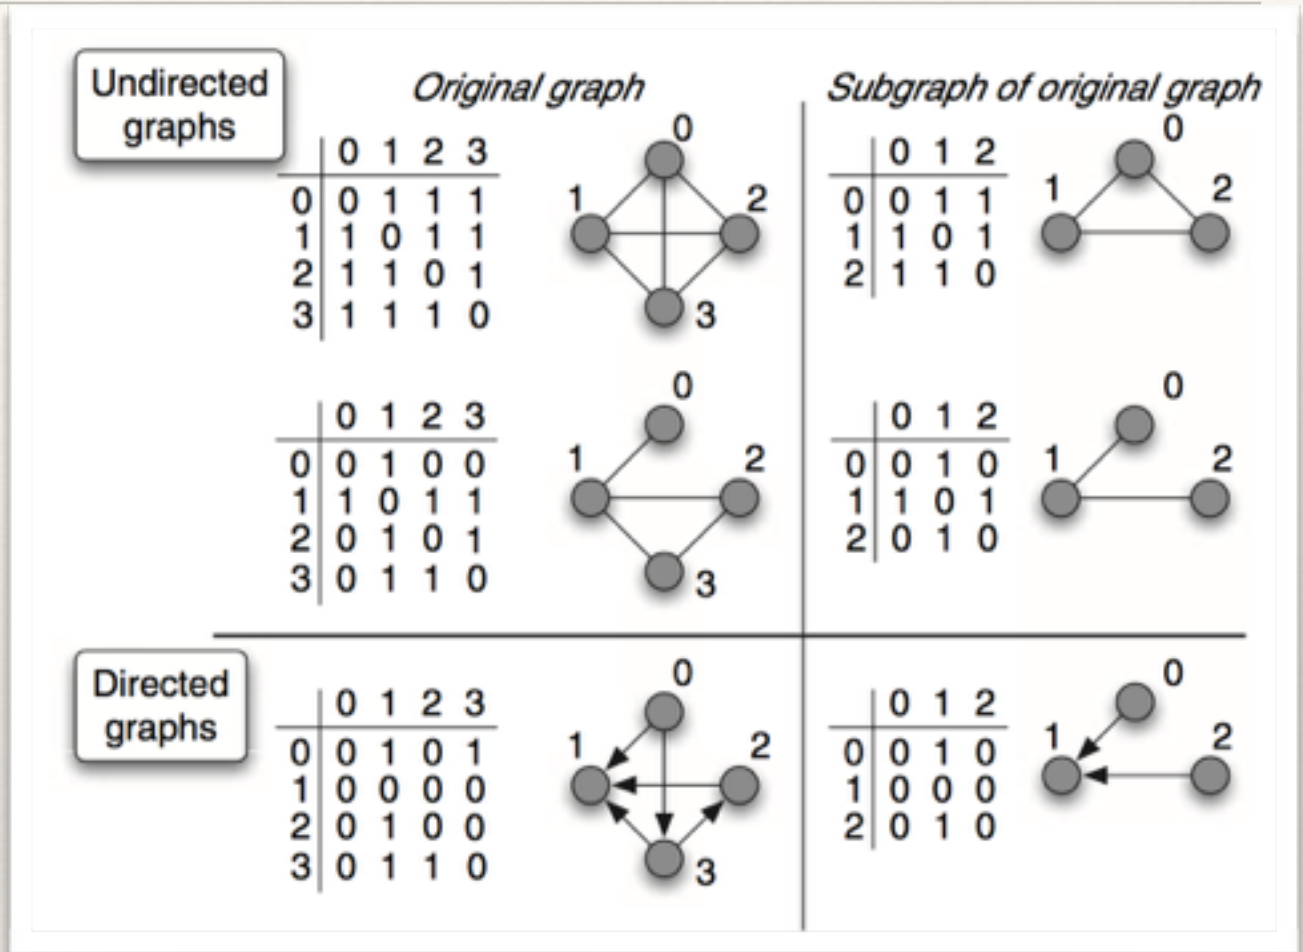 Undirected
graphs
Original graph
Subgraph of original graph
0 1 2 3
0 0 1 1 1
1 1 0 1 1
2 1 1 0 1
3 1 1 1 0
0
1
2
3
0 1 2
0 0 1 1
1 1 0 1
2 1 1 0
0
1
2
0 1 2 3
0 0 1 0 0
1 1 0 1 1
2 0 1 0 1
3 0 1 1 0
0
1
2
3
0 1 2
0 0 1 0
1 1 0 1
2 0 1 0
0
1
2
Directed
graphs
0 1 2 3
0 0 1 0 1
1 0 0 0 0
2 0 1 0 0
3 0 1 1 0
0
1
2
3
0 1 2
0 0 1 0
1 0 0 0
2 0 1 0
0
1
2